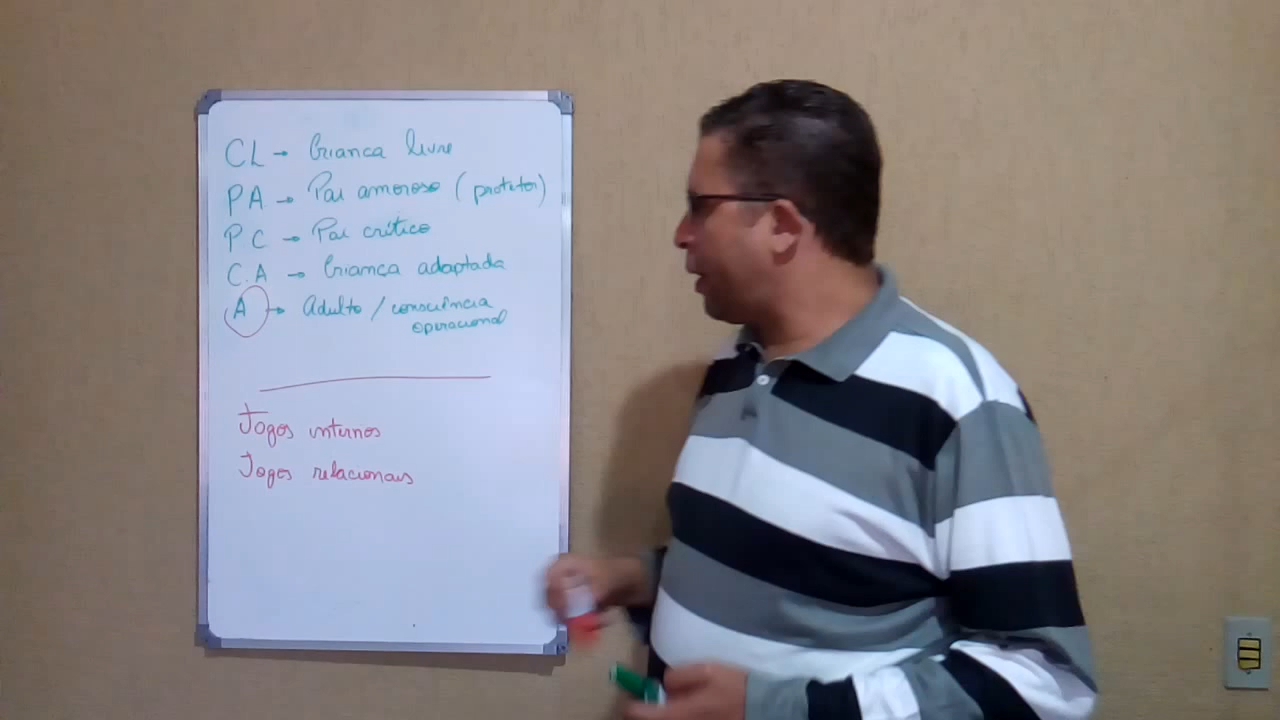 CL → Criança livre
PA → Pai amoroso (protetor)
PC → Pai crítico
C.A → Criança adaptada
A → Adulto / consciência
operacional
Jogos internos
Jogos relacionais